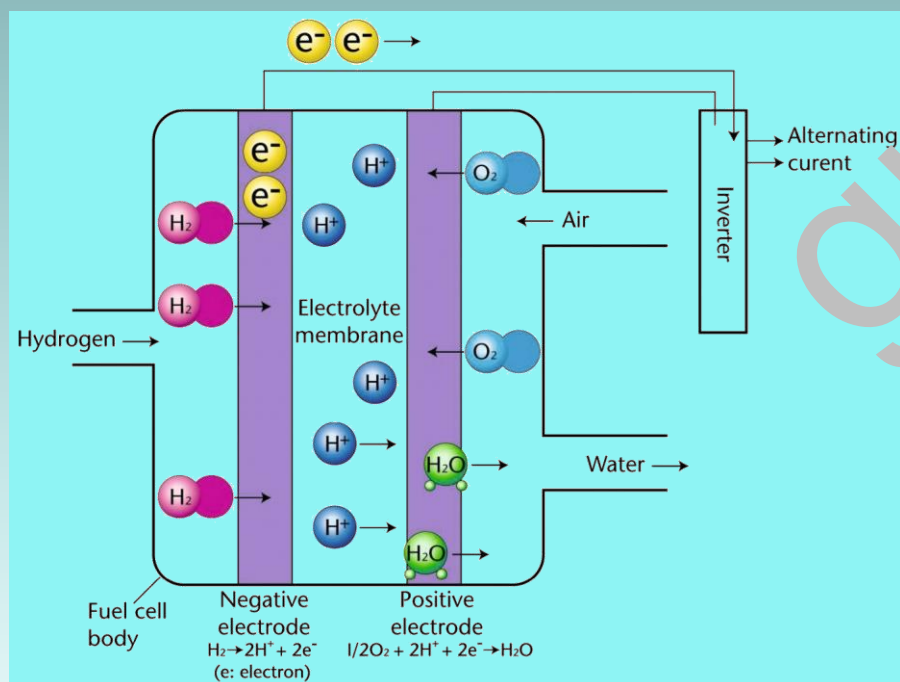 e- e-
Alternating
curent
Inverter
e-
e-
H+
O₂
H₂
H+
Air
H₂
Electrolyte
membrane
Hydrogen
O₂
H+
H+
H₂O
Water
H₂
H+
H₂O
Fuel cell
body
Negative
electrode
H₂→2H⁺ + 2e⁻
(e: electron)
Positive
electrode
I/2O₂ + 2H⁺ + 2e⁻→H₂O